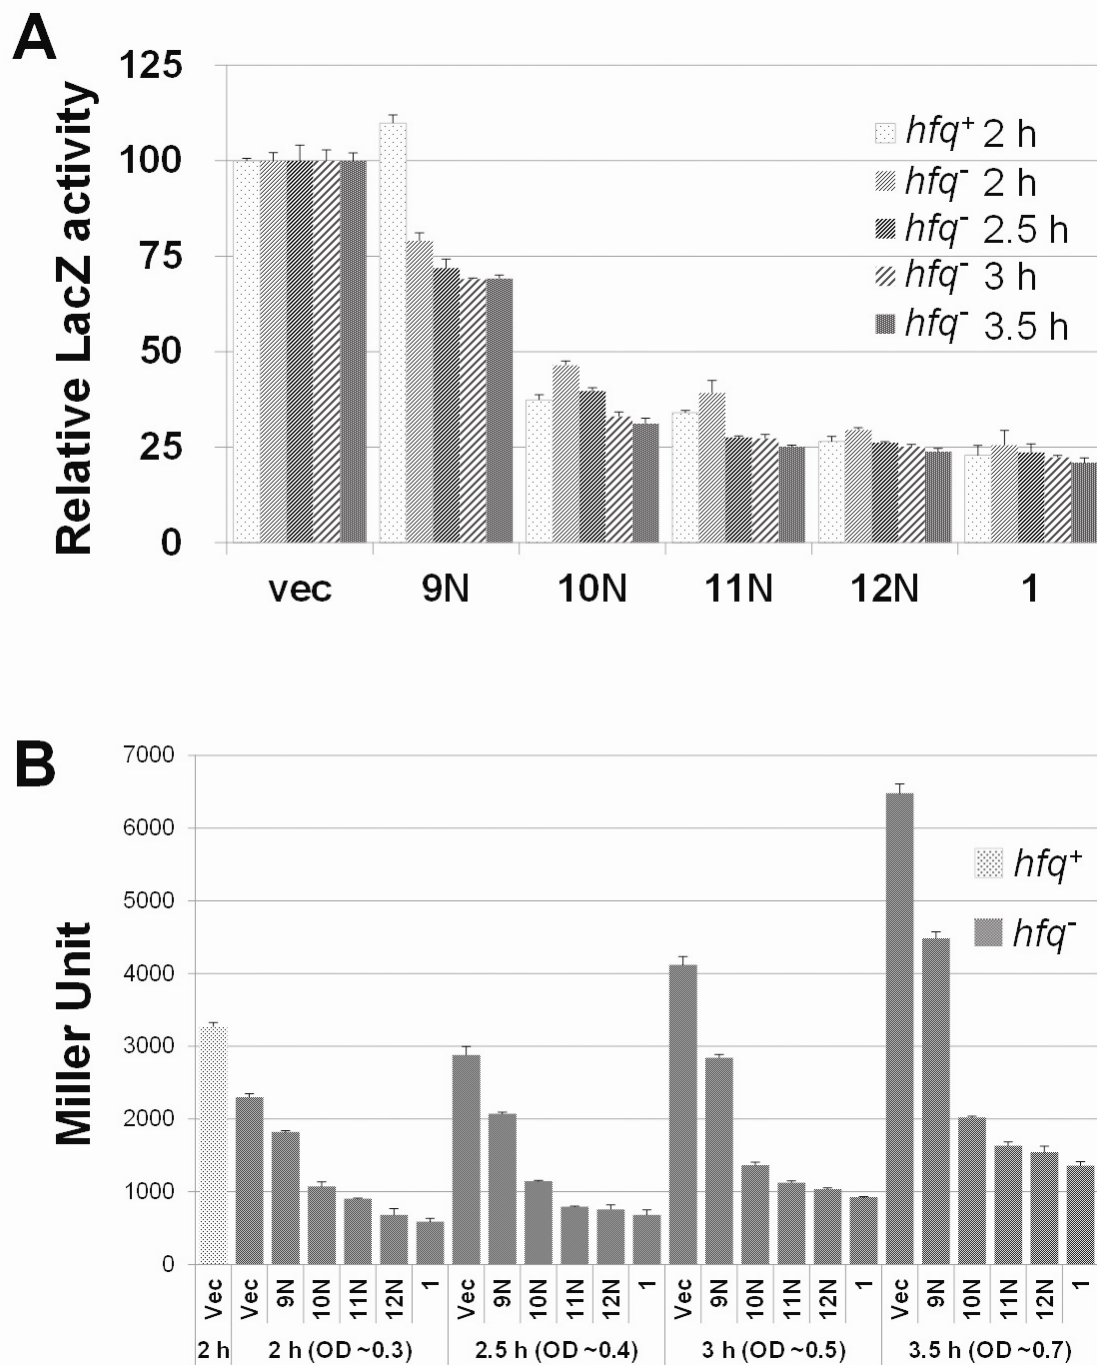 A
Relative LacZ activity
125
100
75
50
25
0
hfq⁺ 2 h
hfq⁻ 2 h
hfq⁻ 2.5 h
hfq⁻ 3 h
hfq⁻ 3.5 h
vec 9N 10N 11N 12N 1
B
Miller Unit
7000
6000
5000
4000
3000
2000
1000
0
hfq⁺
hfq⁻
Vec Vec 9N 10N 11N 12N 1 Vec 9N 10N 11N 12N 1 Vec 9N 10N 11N 12N 1 Vec 9N 10N 11N 12N 1
2 h 2 h (OD ~0.3) 2.5 h (OD ~0.4) 3 h (OD ~0.5) 3.5 h (OD ~0.7)